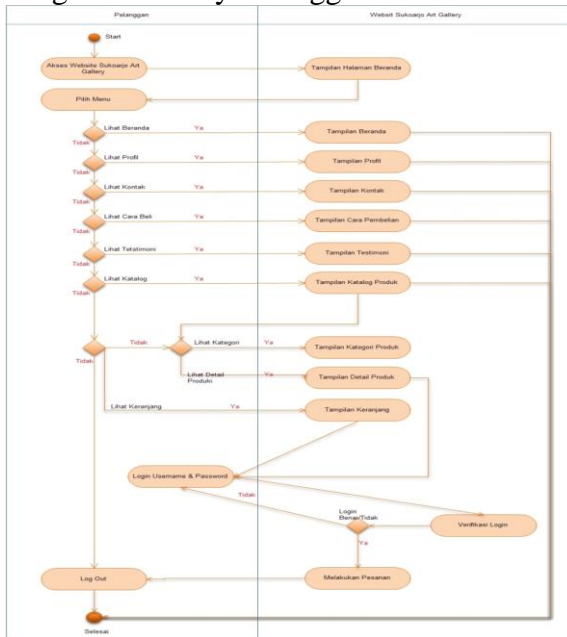 Pelanggan
Websit Sukoarjo Art Gallery
Start
Akses Website Sukoarjo Art
Gallery
Tampilan Halaman Beranda
Pilih Menu
Lihat Beranda
Ya
Tampilan Beranda
Tidak
Lihat Profil
Ya
Tampilan Profil
Tidak
Lihat Kontak
Ya
Tampilan Kontak
Tidak
Lihat Cara Beli
Ya
Tampilan Cara Pembelian
Tidak
Lihat Tetstimoni
Ya
Tampilan Testimoni
Tidak
Lihat Katalog
Ya
Tampilan Katalog Produk
Tidak
Tidak
Lihat Kategori
Ya
Tampilan Kategori Produk
Tidak
Lihat Detail
Produki
Ya
Tampilan Detail Produk
Lihat Keranjang
Ya
Tampilan Keranjang
Login Username & Password
Tidak
Login
Benar/Tidak
Verifikasi Login
Ya
Log Out
Melakukan Pesanan
Selesai